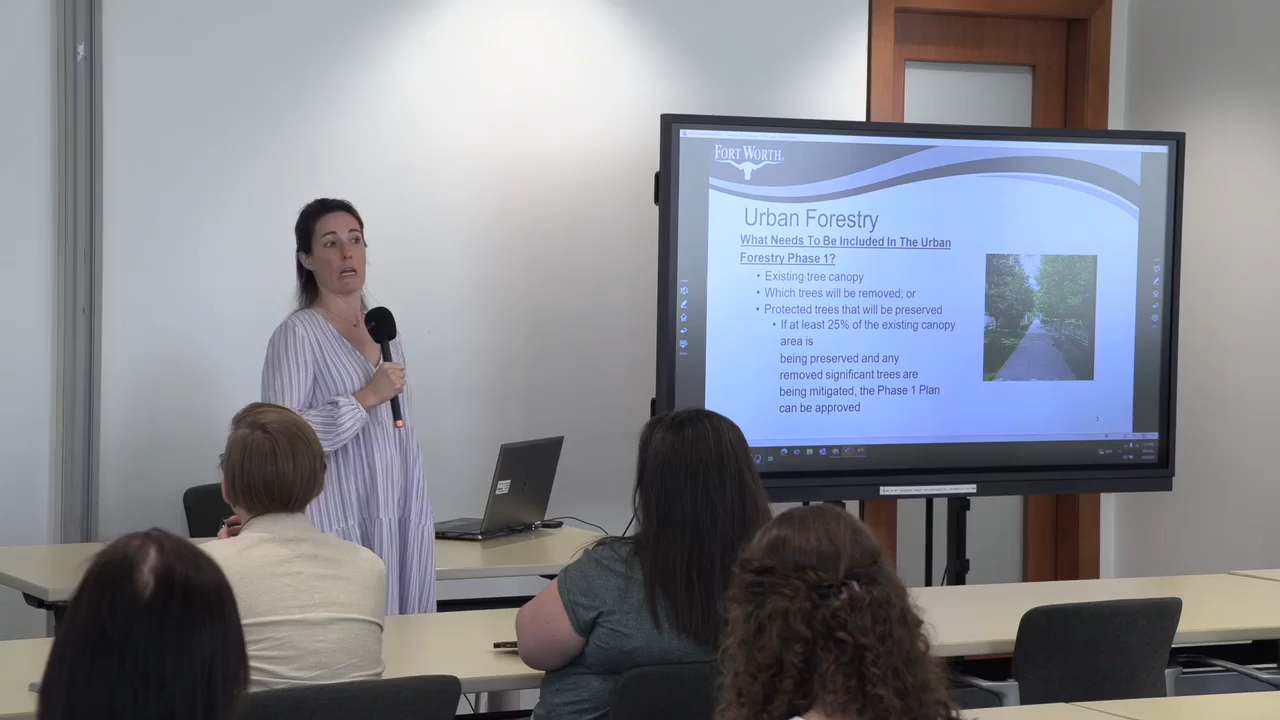 FORT WORTH
Urban Forestry
What Needs To Be Included In The Urban
Forestry Phase 1?
• Existing tree canopy
• Which trees will be removed; or
• Protected trees that will be preserved
• If at least 25% of the existing canopy
area is
being preserved and any
removed significant trees are
being mitigated, the Phase 1 Plan
can be approved